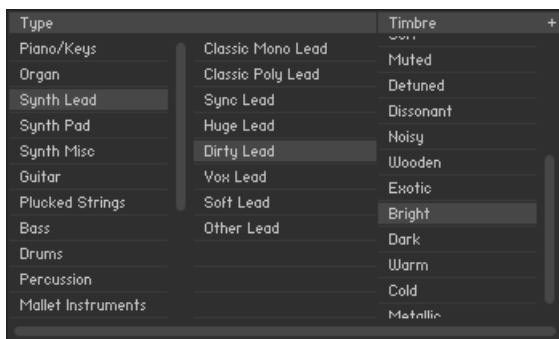 Type
Timbre +
Piano/Keys
Organ
Synth Lead
Synth Pad
Synth Misc
Guitar
Plucked Strings
Bass
Drums
Percussion
Mallet Instruments
Classic Mono Lead
Classic Poly Lead
Sync Lead
Huge Lead
Dirty Lead
Vox Lead
Soft Lead
Other Lead
Muted
Detuned
Dissonant
Noisy
Wooden
Exotic
Bright
Dark
Warm
Cold
Metallic